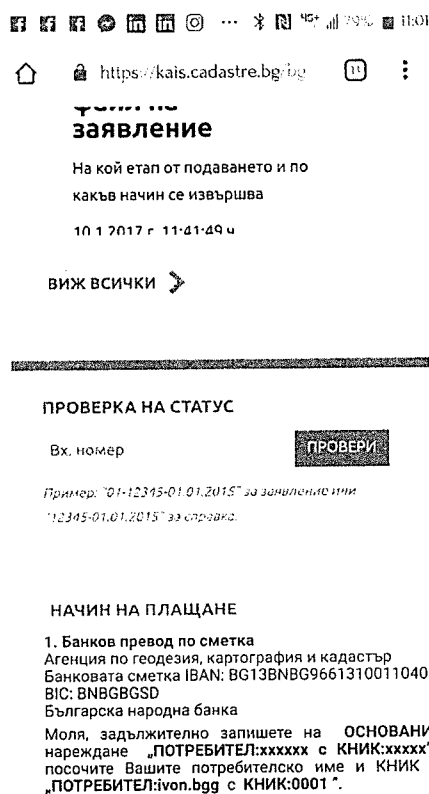 4G+ 79% 11:01
https://kais.cadastre.bg/bg
заявление
На кой етап от подаването и по
какъв начин се извършва
10.1.2017 г. 11:41:49 ч.
ВИЖ ВСИЧКИ
ПРОВЕРКА НА СТАТУС
Вх. номер
ПРОВЕРИ
Пример: "01-12345-01.01.2015" за заявление или
"12345-01.01.2015" за справка.
НАЧИН НА ПЛАЩАНЕ
1. Банков превод по сметка
Агенция по геодезия, картография и кадастър
Банковата сметка IBAN: BG13BNBG9661310011040
BIC: BNBGBGSD
Българска народна банка
Моля, задължително запишете на ОСНОВАНИ
нареждане „ПОТРЕБИТЕЛ:xxxxxx с КНИК:xxxxx"
посочите Вашите потребителско име и КНИК
„ПОТРЕБИТЕЛ:ivon.bgg с КНИК:0001 ".